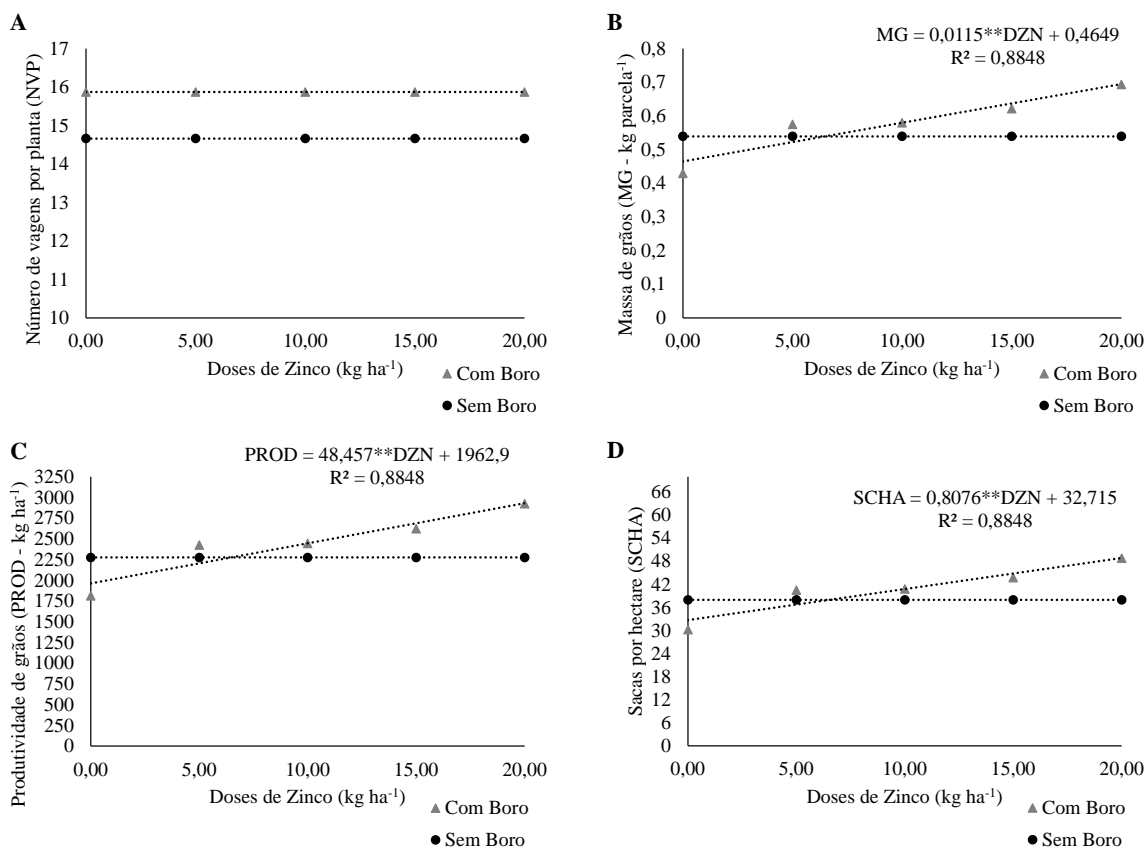 A
Número de vagens por planta (NVP)
17
16
15
14
13
12
11
10
0,00 5,00 10,00 15,00 20,00
Doses de Zinco (kg ha⁻¹)
Com Boro
Sem Boro
B
MG = 0,0115**DZN + 0,4649
R² = 0,8848
Massa de grãos (MG - kg parcela⁻¹)
0,8
0,7
0,6
0,5
0,4
0,3
0,2
0,1
0
0,00 5,00 10,00 15,00 20,00
Doses de Zinco (kg ha⁻¹)
Com Boro
Sem Boro
C
PROD = 48,457**DZN + 1962,9
R² = 0,8848
Produtividade de grãos (PROD - kg ha⁻¹)
3250
3000
2750
2500
2250
2000
1750
1500
1250
1000
750
500
250
0
0,00 5,00 10,00 15,00 20,00
Doses de Zinco (kg ha⁻¹)
Com Boro
Sem Boro
D
SCHA = 0,8076**DZN + 32,715
R² = 0,8848
Sacas por hectare (SCHA)
66
60
54
48
42
36
30
24
18
12
6
0
0,00 5,00 10,00 15,00 20,00
Doses de Zinco (kg ha⁻¹)
Com Boro
Sem Boro